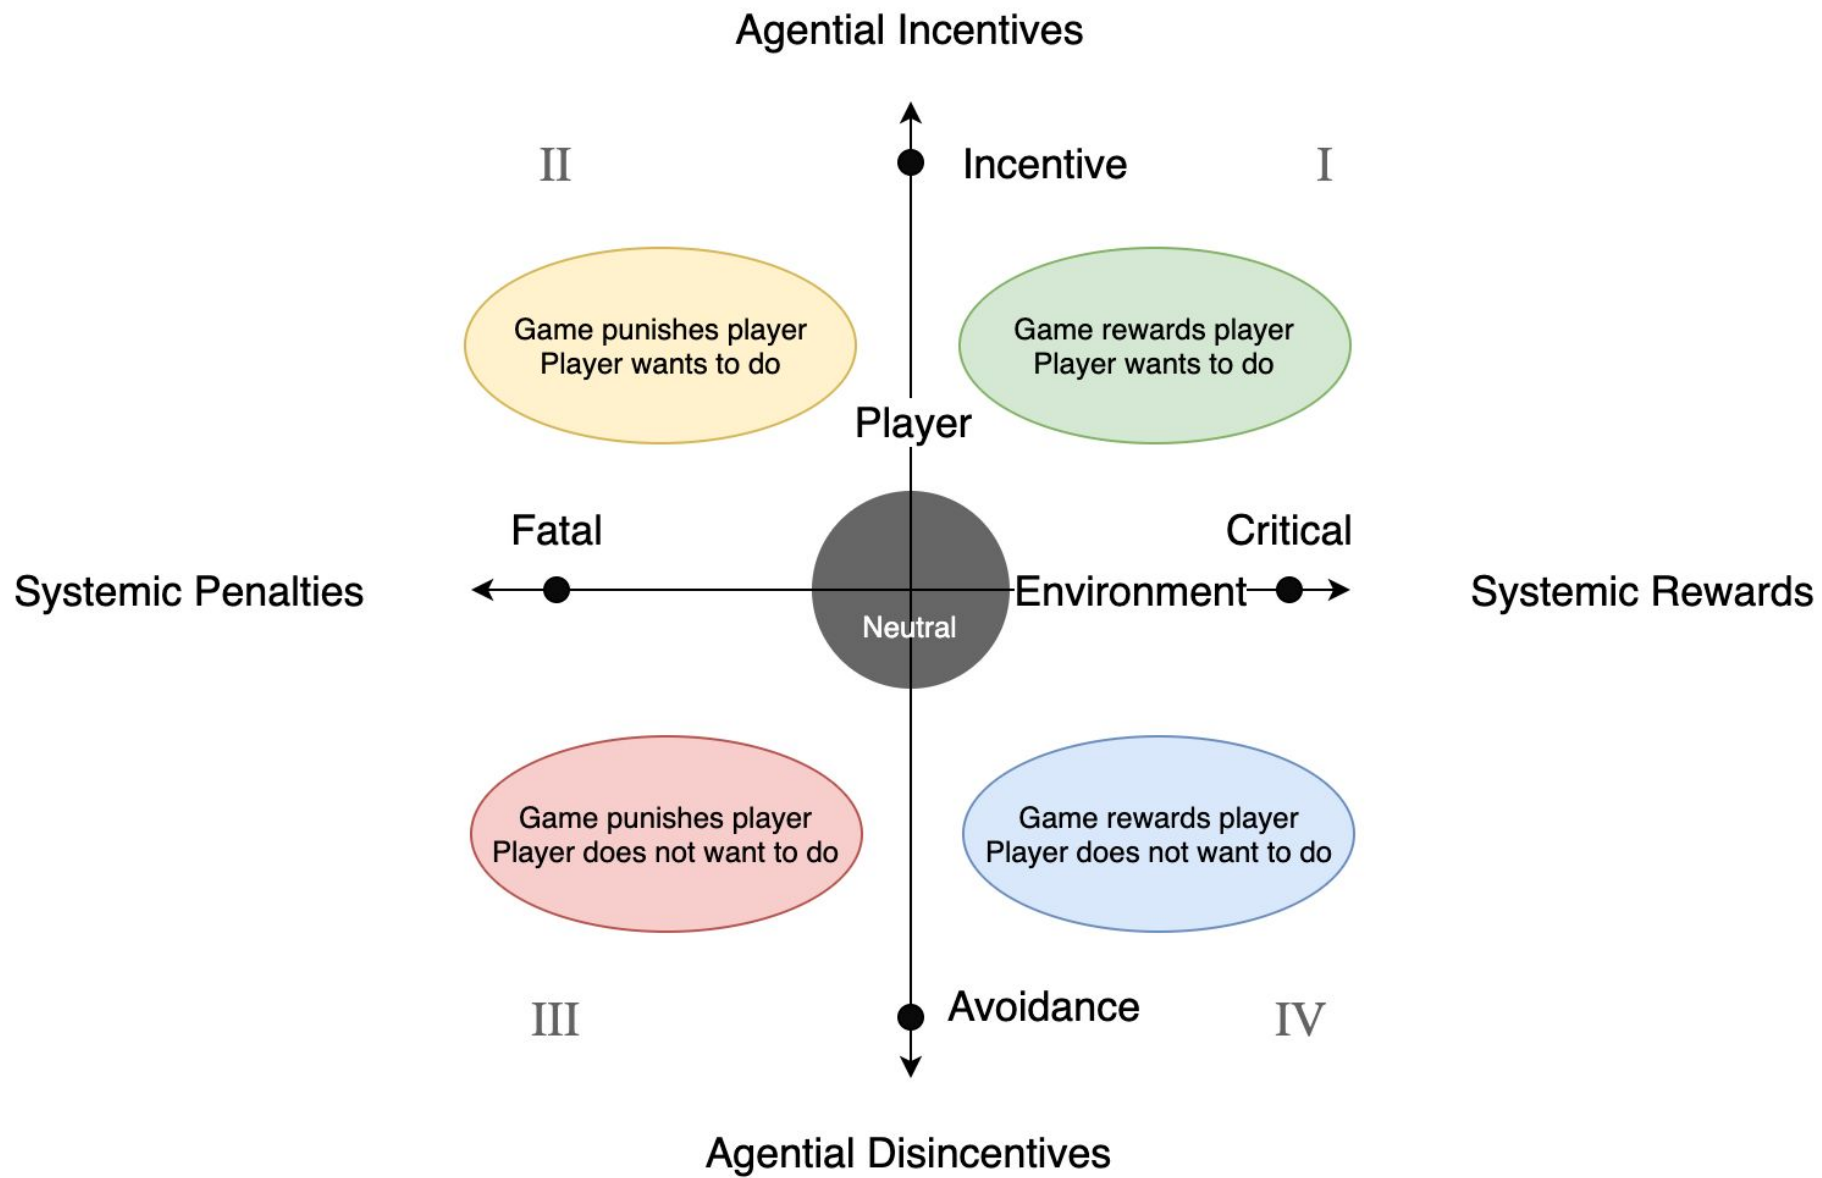 Agential Incentives
II
Incentive
I
Game punishes player
Player wants to do
Game rewards player
Player wants to do
Player
Fatal
Critical
Systemic Penalties
Environment
Systemic Rewards
Neutral
Game punishes player
Player does not want to do
Game rewards player
Player does not want to do
III
Avoidance
IV
Agential Disincentives